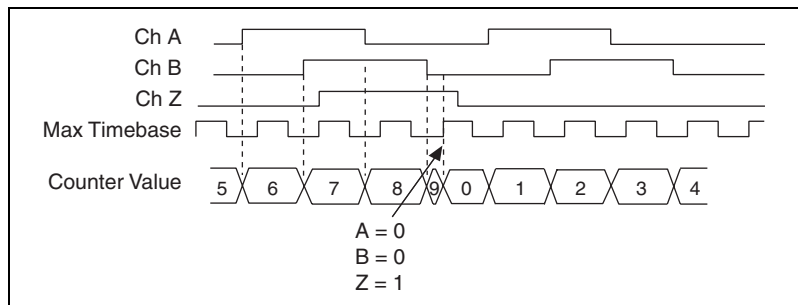 Ch A
Ch B
Ch Z
Max Timebase
Counter Value
5 6 7 8 9 0 1 2 3 4
A = 0
B = 0
Z = 1